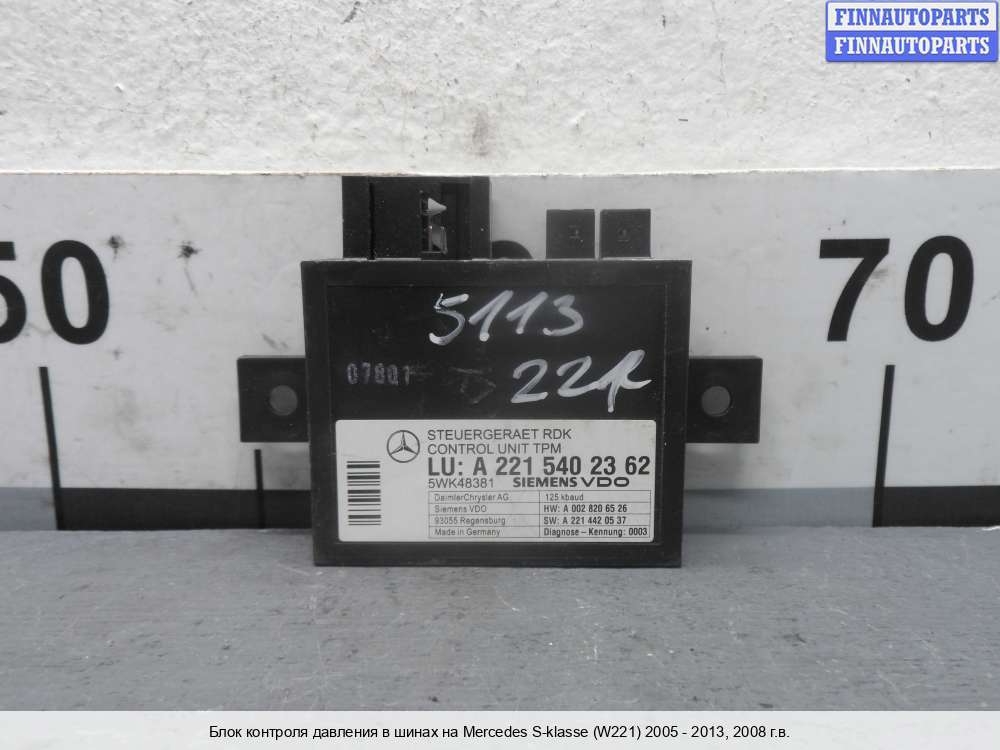 FINNAUTOPARTS
FINNAUTOPARTS
50
70
5113
221
STEUERGERAET RDK
CONTROL UNIT TPM
LU: A 221 540 23 62
5WK48381 SIEMENS VDO
DaimlerChrysler AG 125 kbaud
Siemens VDO HW: A 002 820 65 26
93055 Regensburg SW: A 221 442 05 37
Made in Germany Diagnose – Kennung: 0003
Блок контроля давления в шинах на Mercedes S-klasse (W221) 2005 - 2013, 2008 г.в.